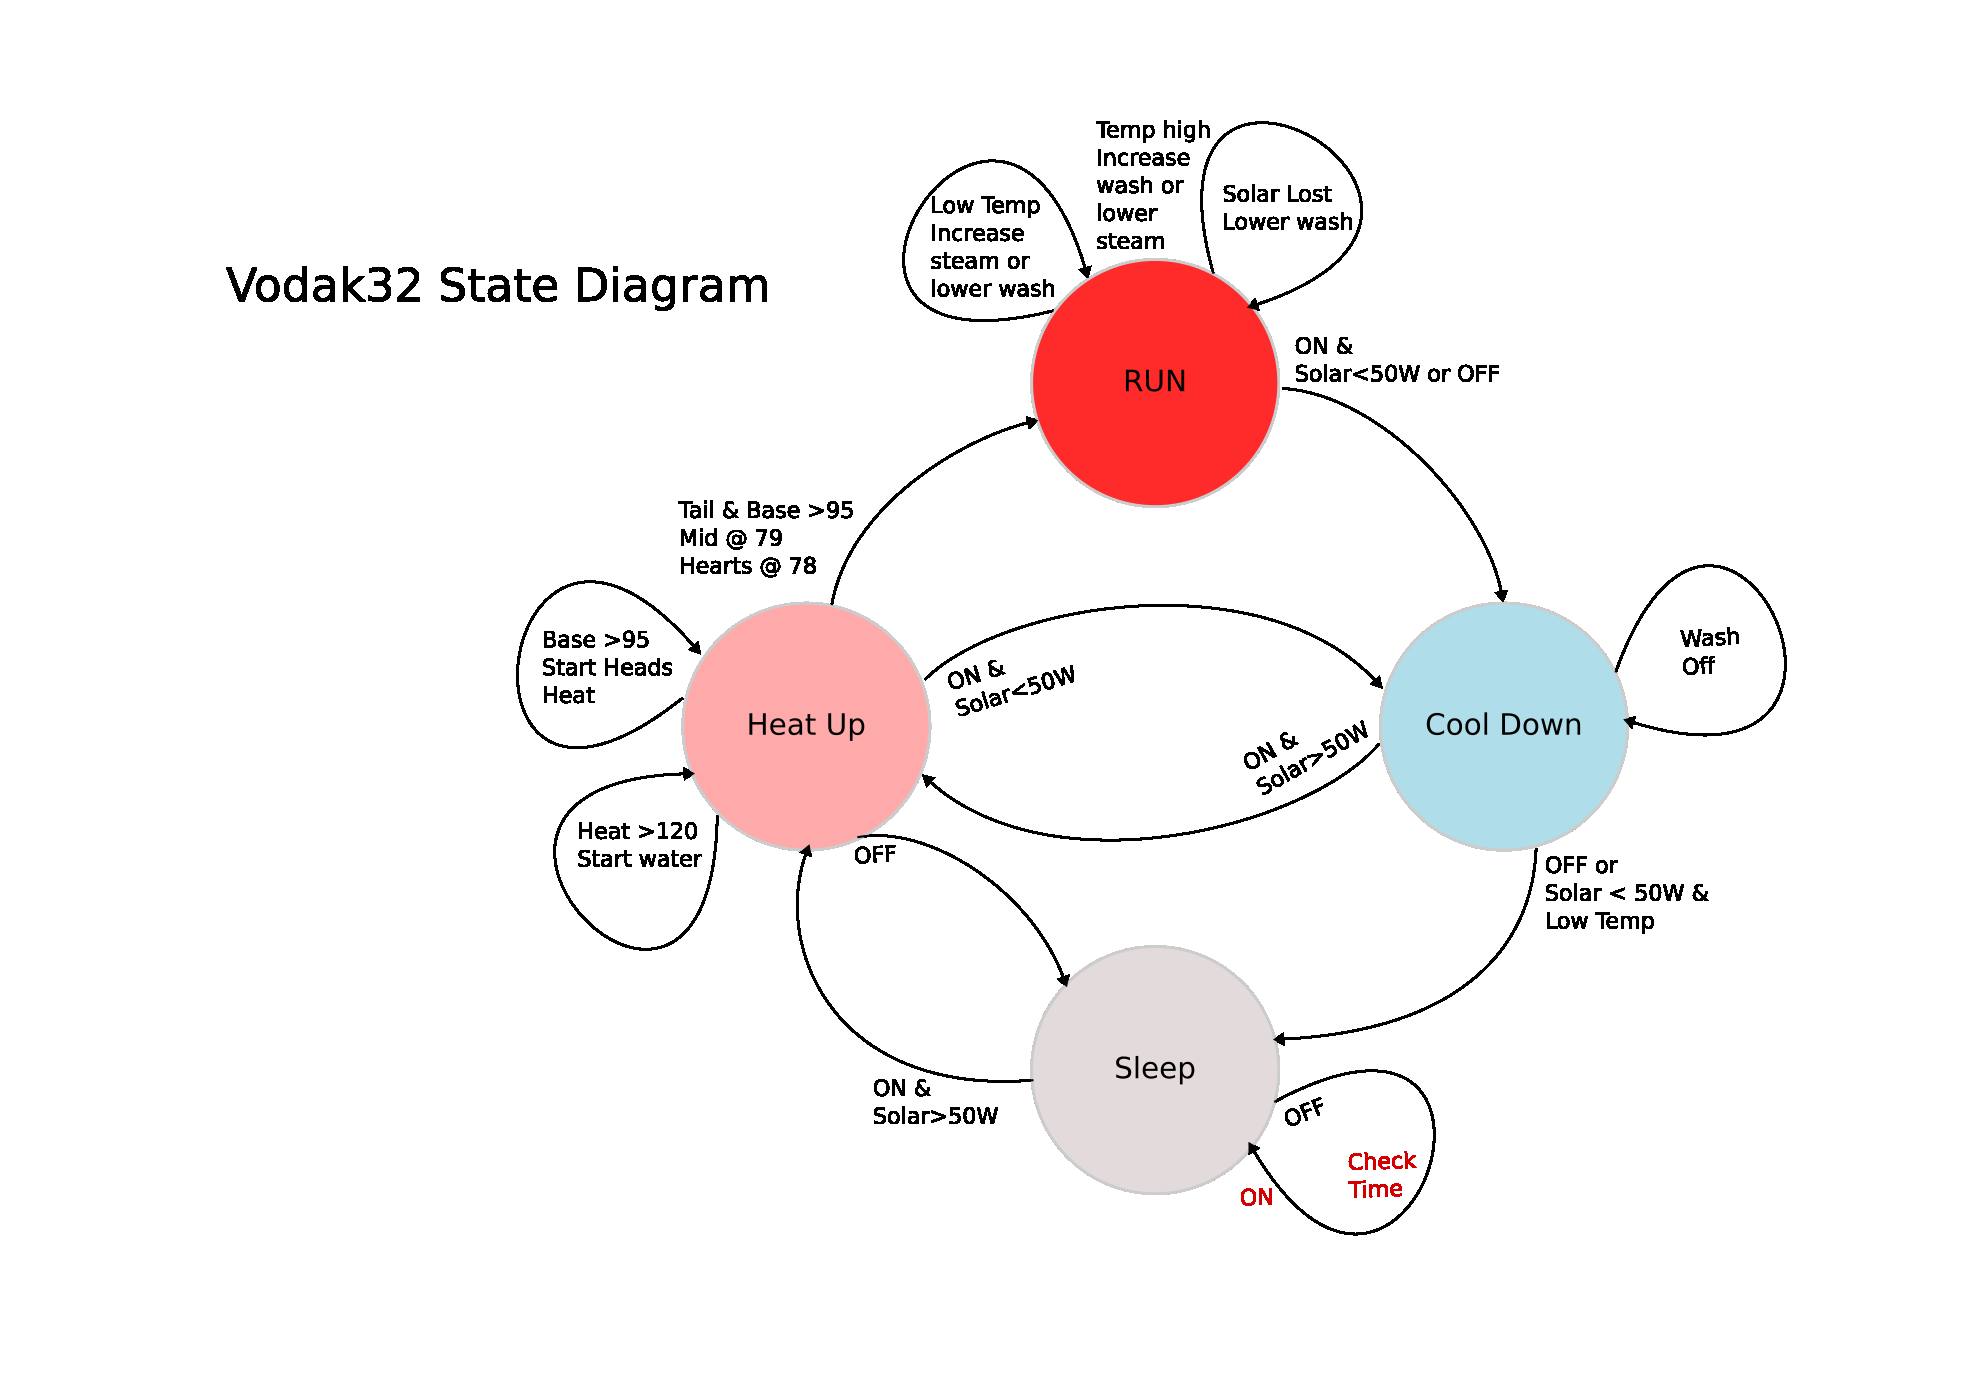 Vodak32 State Diagram
Low Temp
Increase
steam or
lower wash
Temp high
Increase
wash or
lower
steam
Solar Lost
Lower wash
RUN
ON &
Solar<50W or OFF
Tail & Base >95
Mid @ 79
Hearts @ 78
Base >95
Start Heads
Heat
Heat Up
ON &
Solar<50W
ON &
Solar>50W
Cool Down
Wash
Off
Heat >120
Start water
OFF
OFF or
Solar < 50W &
Low Temp
Sleep
ON &
Solar>50W
OFF
Check
Time
ON